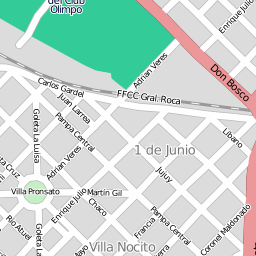 del Club
Olimpo
Enrique Julio
Adrian Veres
Don Bosco
Carlos Gardel
FFCC Gral. Roca
Juan Larrea
Pampa Central
Goleta La Luisa
Libano
1 de Junio
Adrian Veres
Jujuy
Villa Pronsato
Martin Gil
Enrique Julio
Chaco
Rio Atuel
Goleta La
Villa Nocito
Francia
Pampa Central
Coronel Maldonado